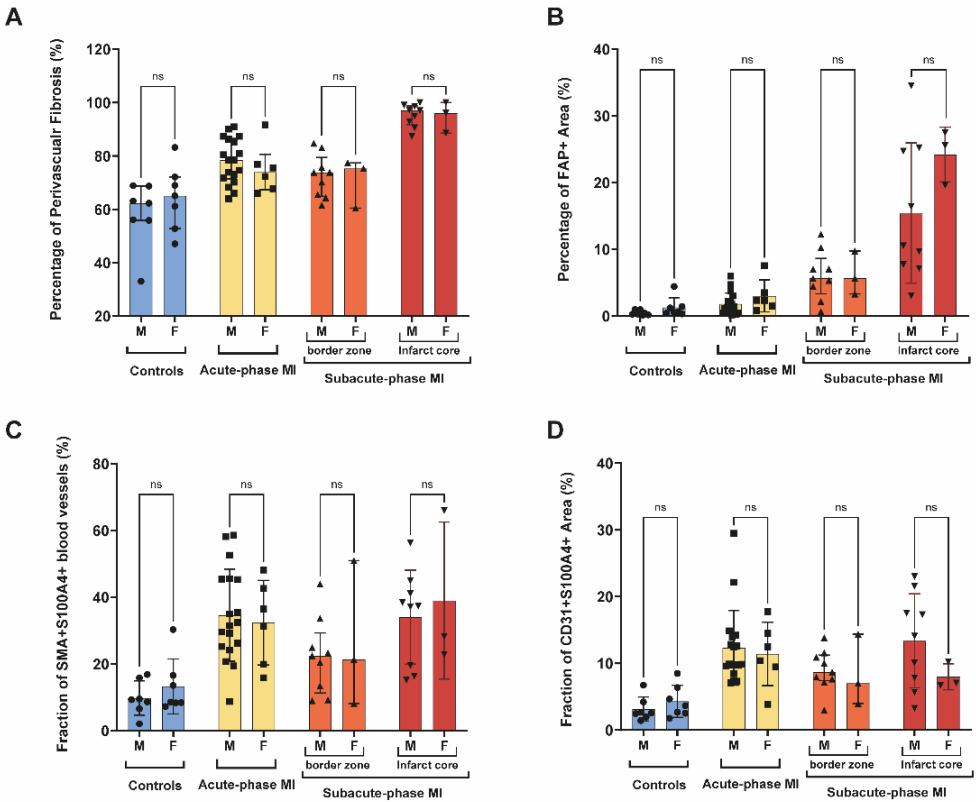 A
Percentage of Perivascualr Fibrosis (%)
120
100
80
60
40
20
ns
ns
ns
ns
M
F
M
F
M
F
M
F
border zone
Infarct core
Controls
Acute-phase MI
Subacute-phase MI
B
Percentage of FAP+ Area (%)
40
30
20
10
0
ns
ns
ns
ns
M
F
M
F
M
F
M
F
border zone
Infarct core
Controls
Acute-phase MI
Subacute-phase MI
C
Fraction of SMA+S100A4+ blood vessels (%)
80
60
40
20
0
ns
ns
ns
ns
M
F
M
F
M
F
M
F
border zone
Infarct core
Controls
Acute-phase MI
Subacute-phase MI
D
Fraction of CD31+S100A4+ Area (%)
40
30
20
10
0
ns
ns
ns
ns
M
F
M
F
M
F
M
F
border zone
Infarct core
Controls
Acute-phase MI
Subacute-phase MI